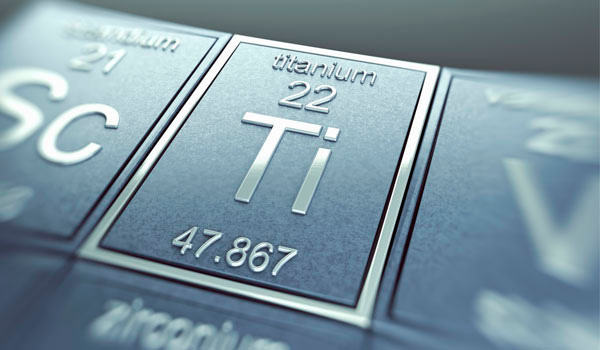 scandium
21
Sc
titanium
22
Ti
47.867
V
zirconium